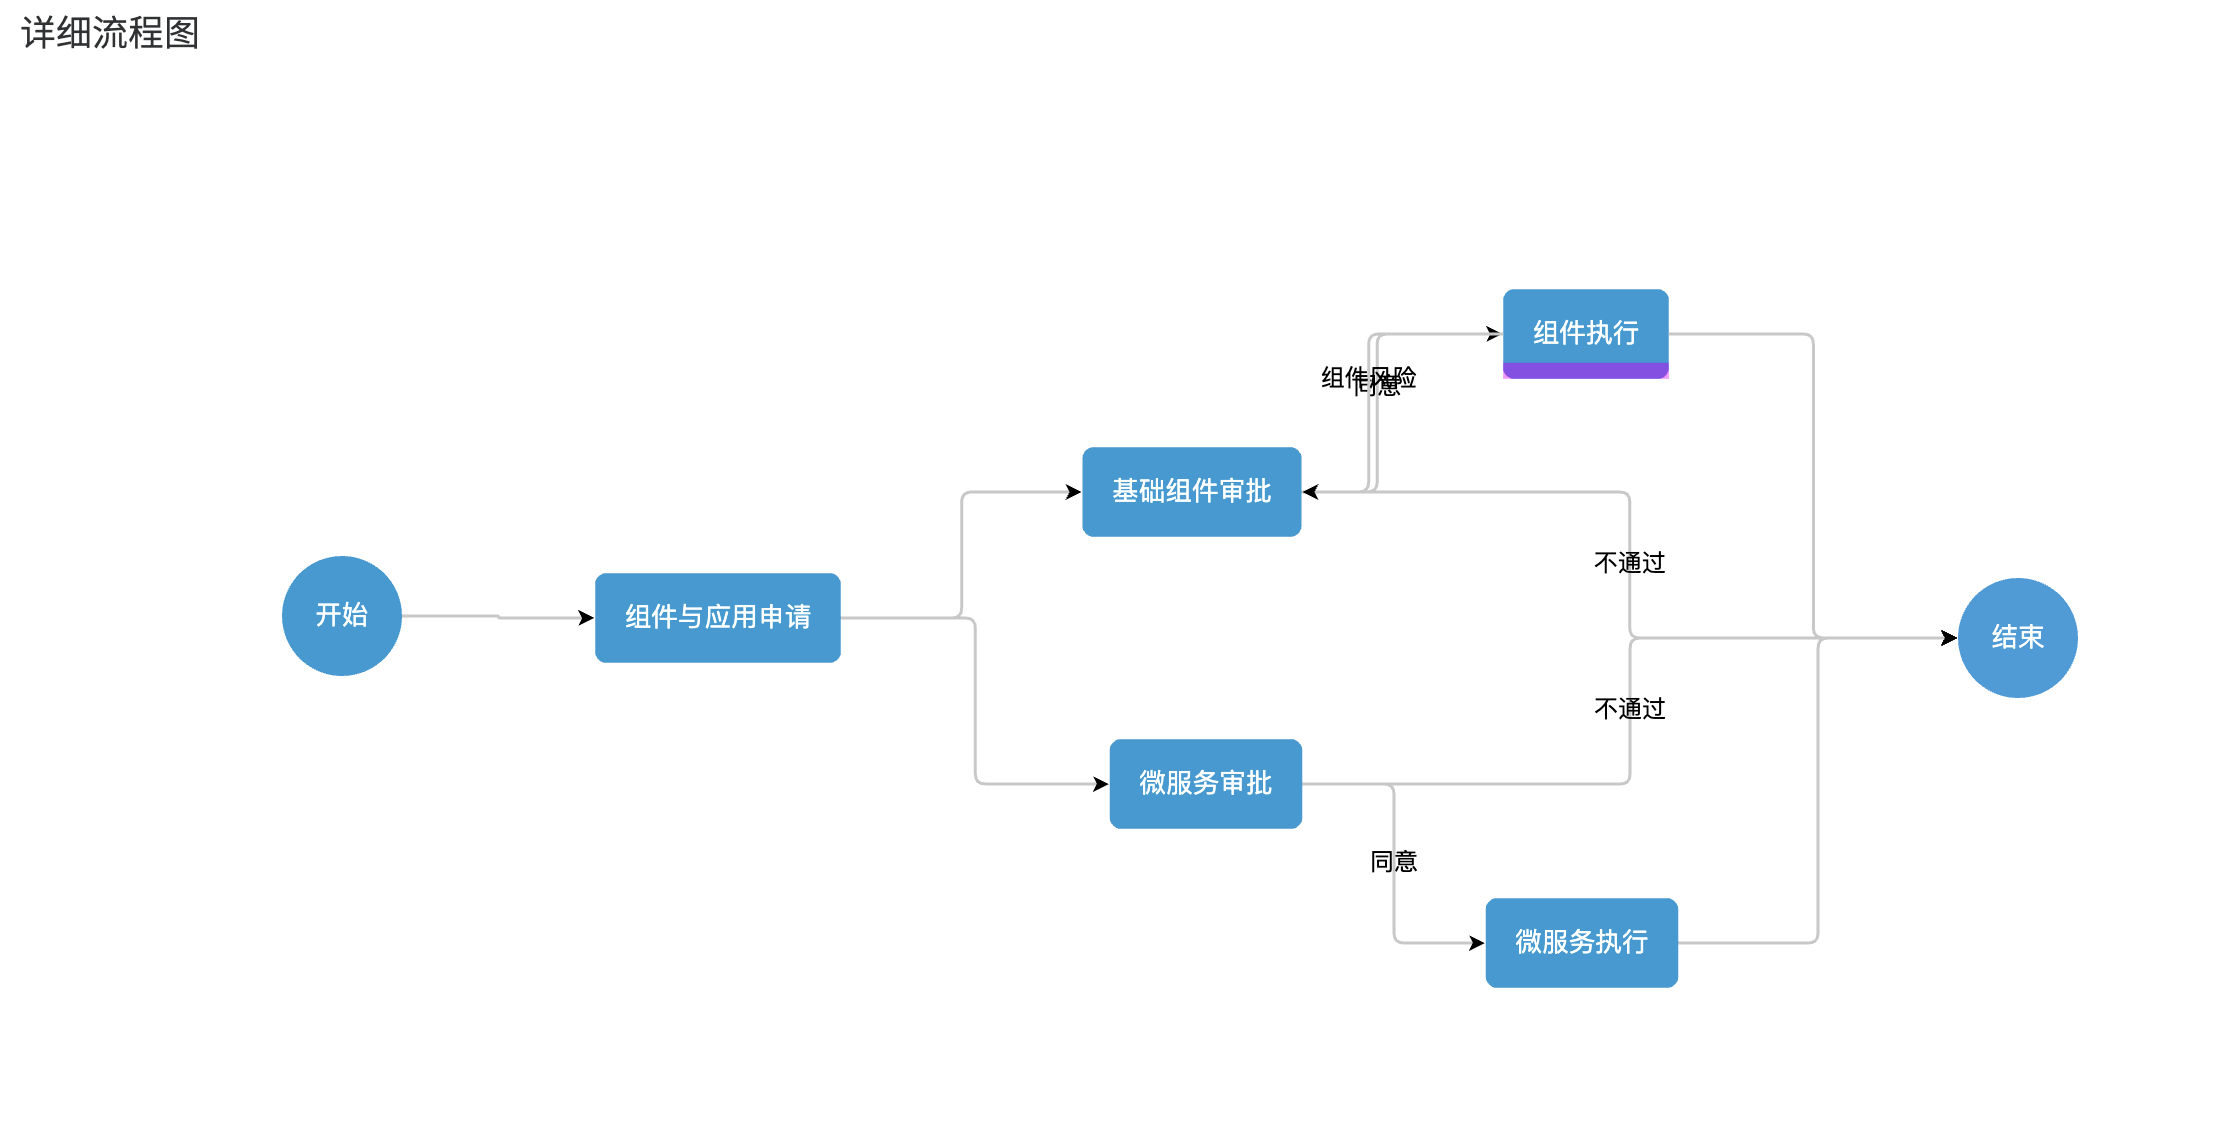 详细流程图
组件执行
组件风险
同意
基础组件审批
不通过
开始
组件与应用申请
结束
不通过
微服务审批
同意
微服务执行